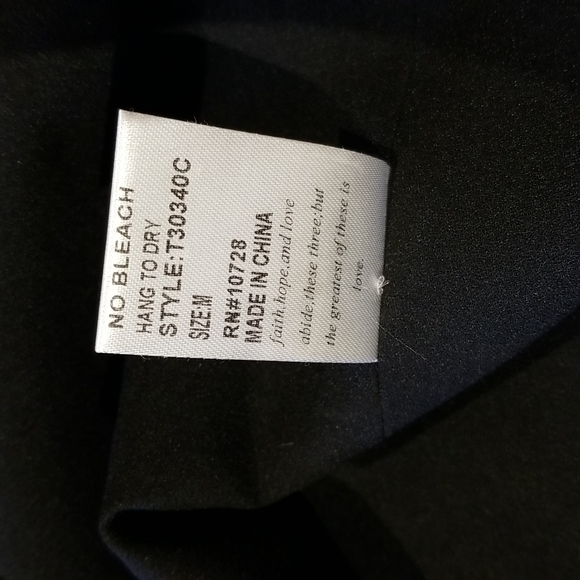 NO BLEACH
HANG TO DRY
STYLE:T30340C
SIZE:M
RN#10728
MADE IN CHINA
faith,hope,and love
abide,these three;but
the greatest of these is
love.